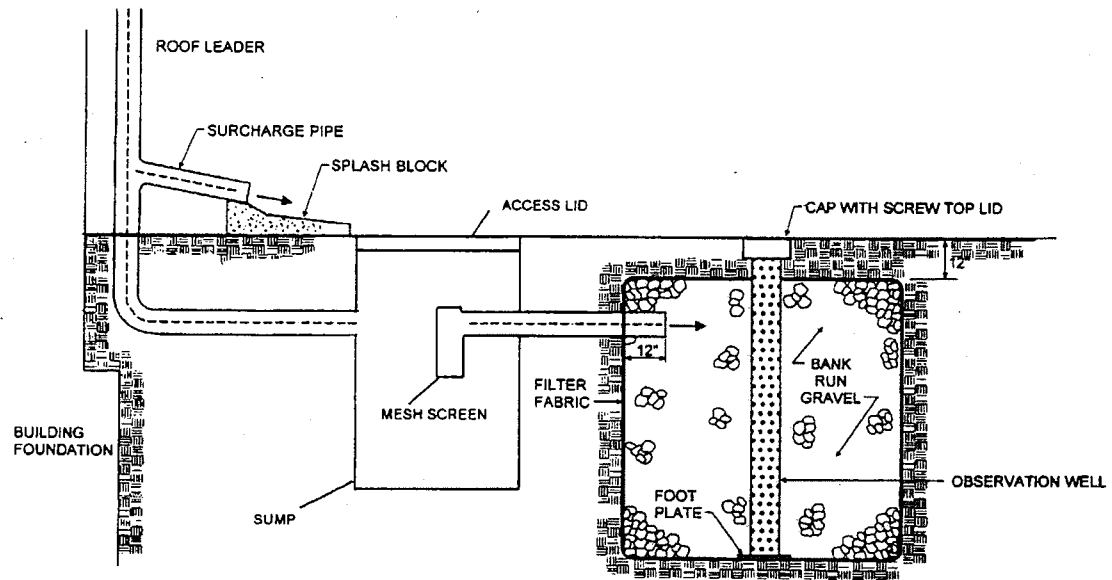 ROOF LEADER
SURCHARGE PIPE
SPLASH BLOCK
ACCESS LID
CAP WITH SCREW TOP LID
12"
12"
BANK
RUN
GRAVEL
FILTER
FABRIC
MESH SCREEN
BUILDING
FOUNDATION
OBSERVATION WELL
FOOT
PLATE
SUMP